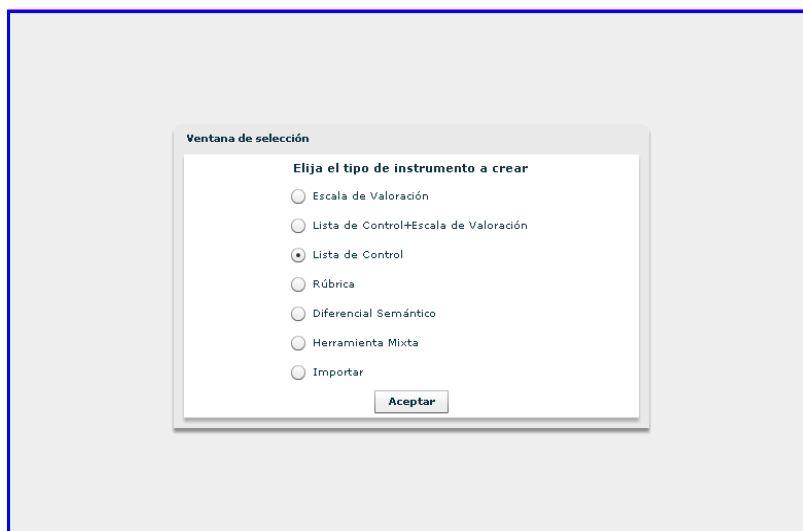 Ventana de selección
Elija el tipo de instrumento a crear
Escala de Valoración
Lista de Control+Escala de Valoración
Lista de Control
Rúbrica
Diferencial Semántico
Herramienta Mixta
Importar
Aceptar